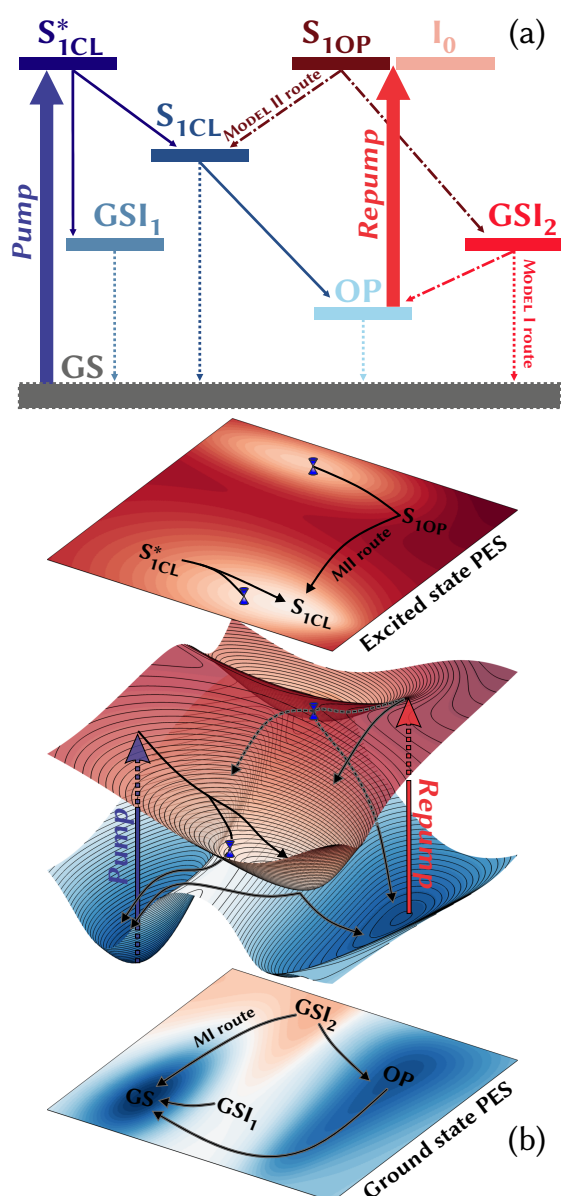 S*1CL
S1OP
I0
(a)
MODEL II route
S1CL
Pump
Repump
GSI1
GSI2
OP
MODEL I route
GS
S1OP
S*1CL
MII route
S1CL
Excited state PES
Pump
Repump
GSI2
MI route
OP
GS
GSI1
Ground state PES
(b)